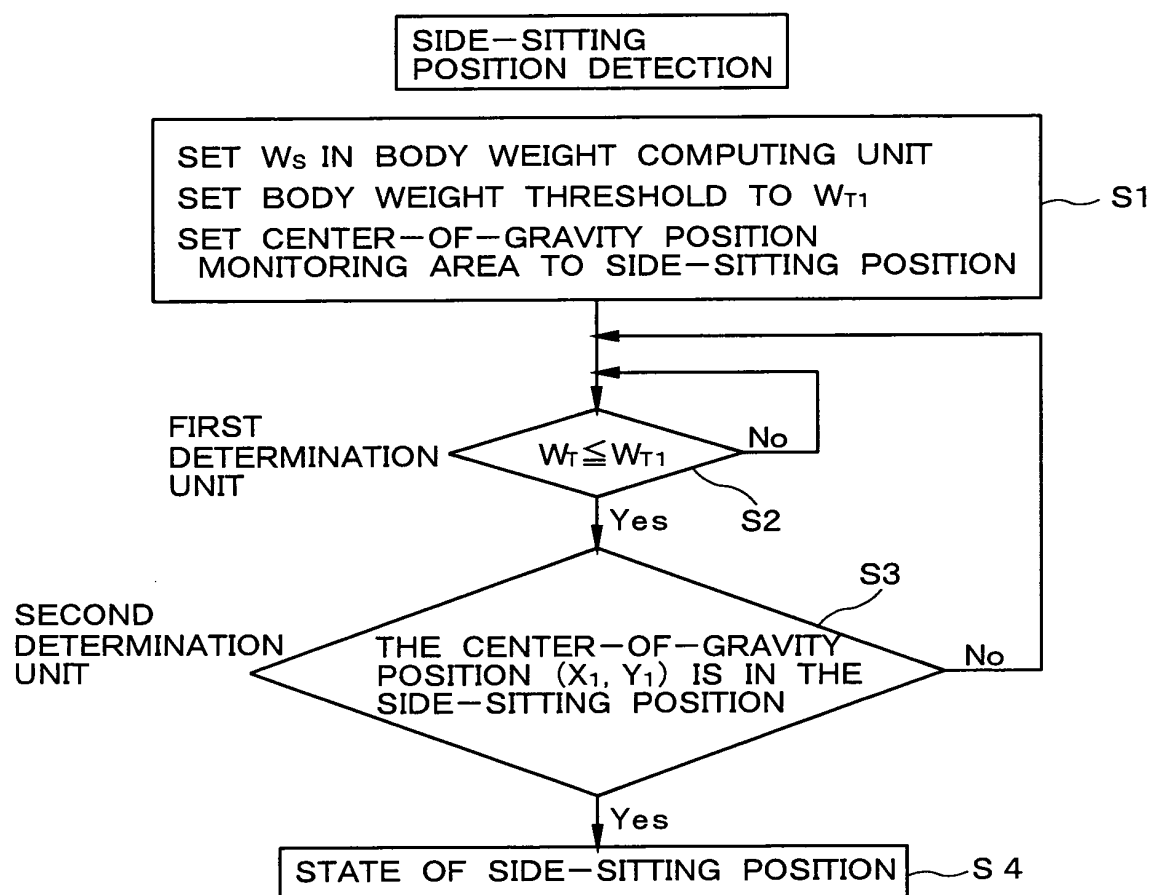 SIDE-SITTING
POSITION DETECTION
SET WS IN BODY WEIGHT COMPUTING UNIT
SET BODY WEIGHT THRESHOLD TO WT1
SET CENTER-OF-GRAVITY POSITION
MONITORING AREA TO SIDE-SITTING POSITION
S1
FIRST
DETERMINATION
UNIT
WT≦WT1
No
S2
Yes
S3
SECOND
DETERMINATION
UNIT
THE CENTER-OF-GRAVITY
POSITION (X1, Y1) IS IN THE
SIDE-SITTING POSITION
No
Yes
STATE OF SIDE-SITTING POSITION
S4